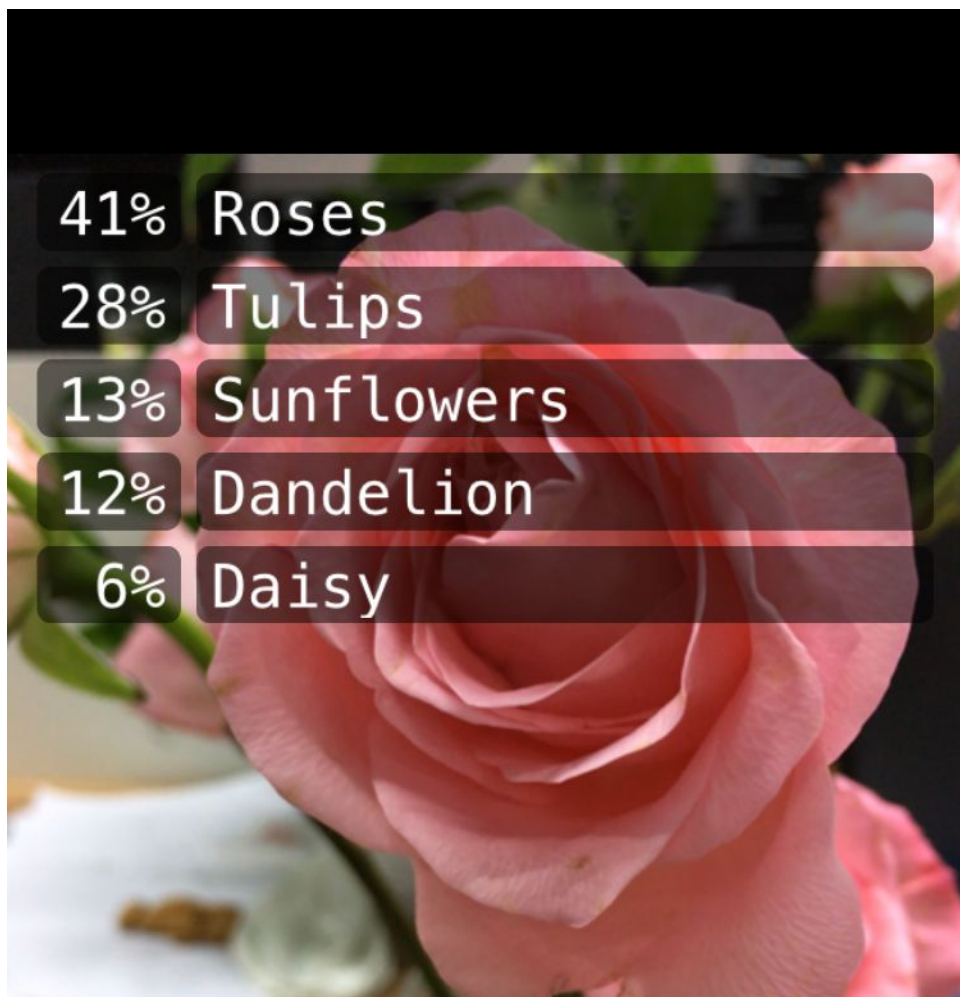 41% Roses
28% Tulips
13% Sunflowers
12% Dandelion
6% Daisy